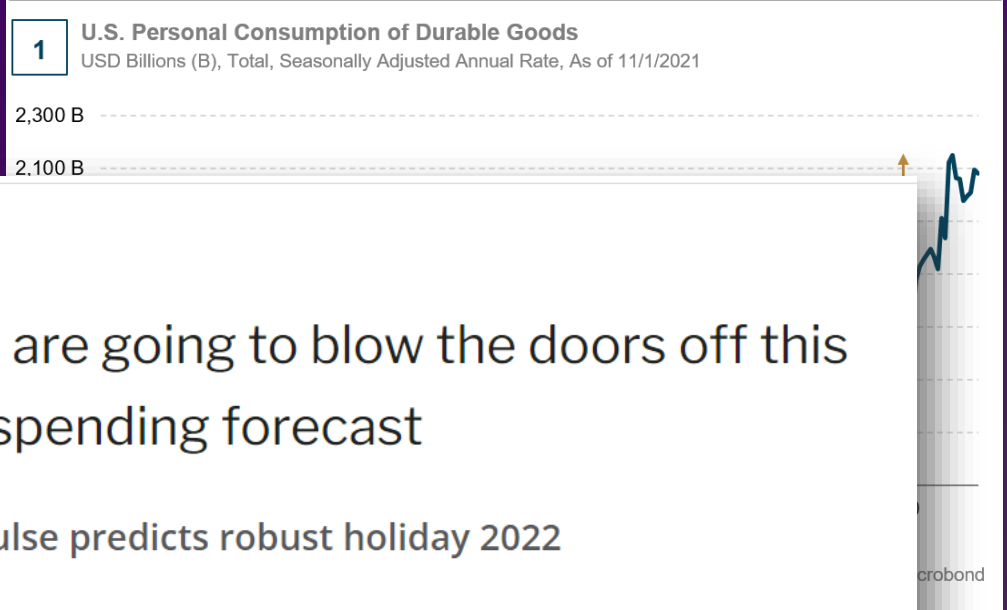 1
U.S. Personal Consumption of Durable Goods
USD Billions (B), Total, Seasonally Adjusted Annual Rate, As of 11/1/2021
2,300 B
2,100 B
are going to blow the doors off this
spending forecast
ulse predicts robust holiday 2022
crobond